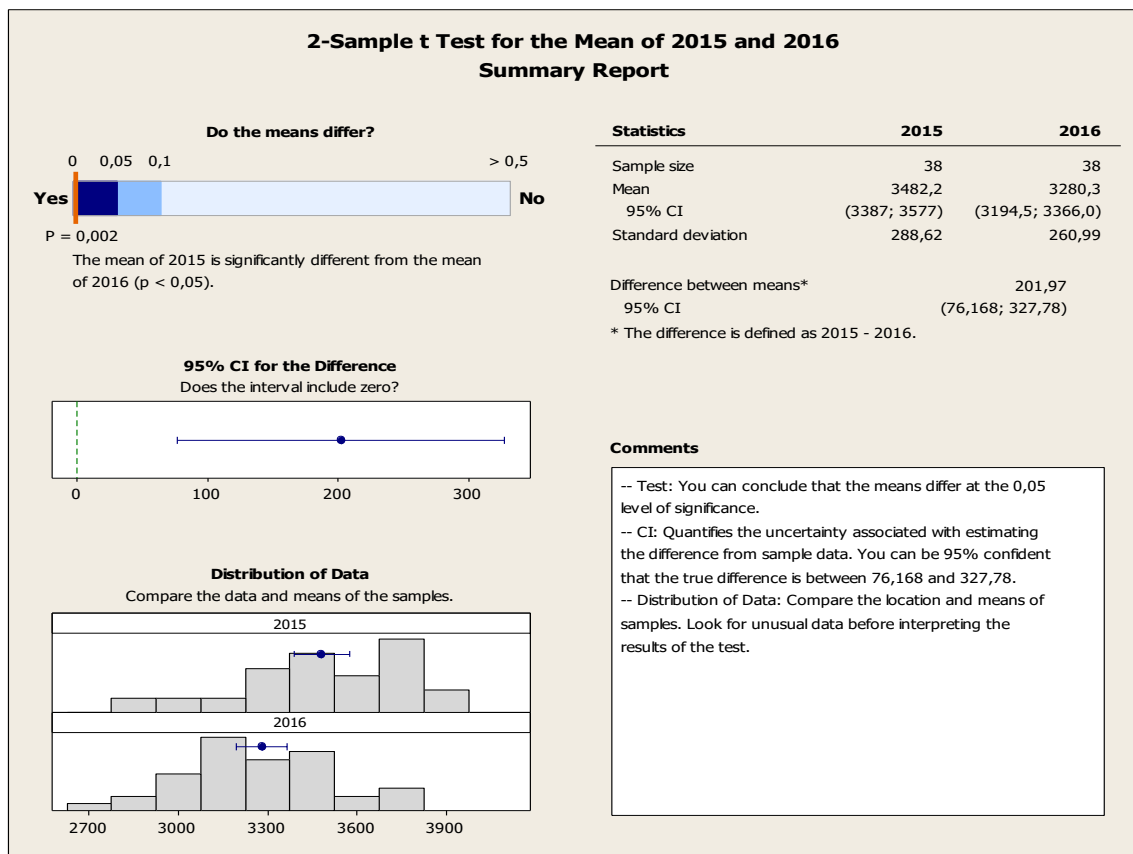 2-Sample t Test for the Mean of 2015 and 2016
Summary Report
Do the means differ?
0 0,05 0,1 > 0,5
Yes No
P = 0,002
The mean of 2015 is significantly different from the mean
of 2016 (p < 0,05).
Statistics 2015 2016
Sample size 38 38
Mean 3482,2 3280,3
95% CI (3387; 3577) (3194,5; 3366,0)
Standard deviation 288,62 260,99
Difference between means* 201,97
95% CI (76,168; 327,78)
* The difference is defined as 2015 - 2016.
95% CI for the Difference
Does the interval include zero?
0 100 200 300
Distribution of Data
Compare the data and means of the samples.
2015
2016
2700 3000 3300 3600 3900
Comments
-- Test: You can conclude that the means differ at the 0,05
level of significance.
-- CI: Quantifies the uncertainty associated with estimating
the difference from sample data. You can be 95% confident
that the true difference is between 76,168 and 327,78.
-- Distribution of Data: Compare the location and means of
samples. Look for unusual data before interpreting the
results of the test.